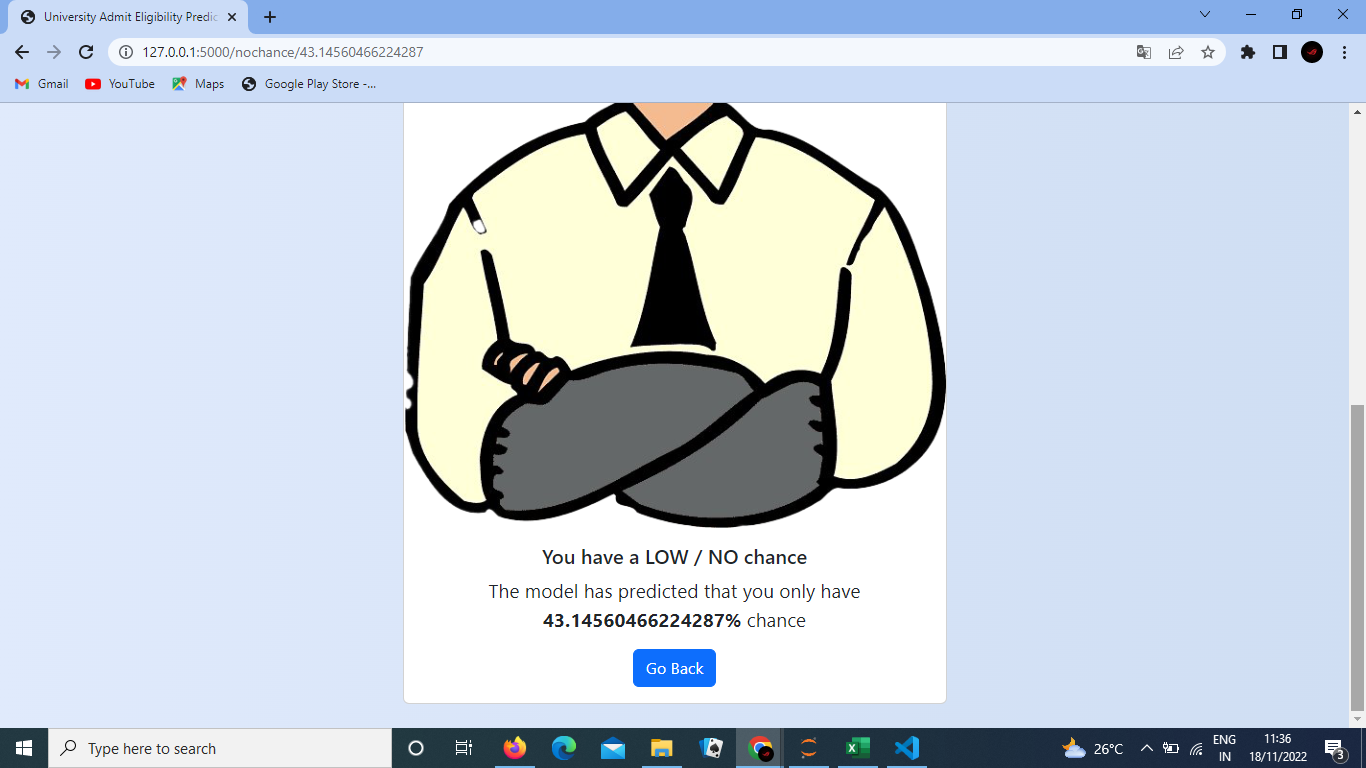 University Admit Eligibility Predic
127.0.0.1:5000/nochance/43.14560466224287
Gmail
YouTube
Maps
Google Play Store -...
You have a LOW / NO chance
The model has predicted that you only have
43.14560466224287% chance
Go Back
Type here to search
26°C
ENG
IN
11:36
18/11/2022
3